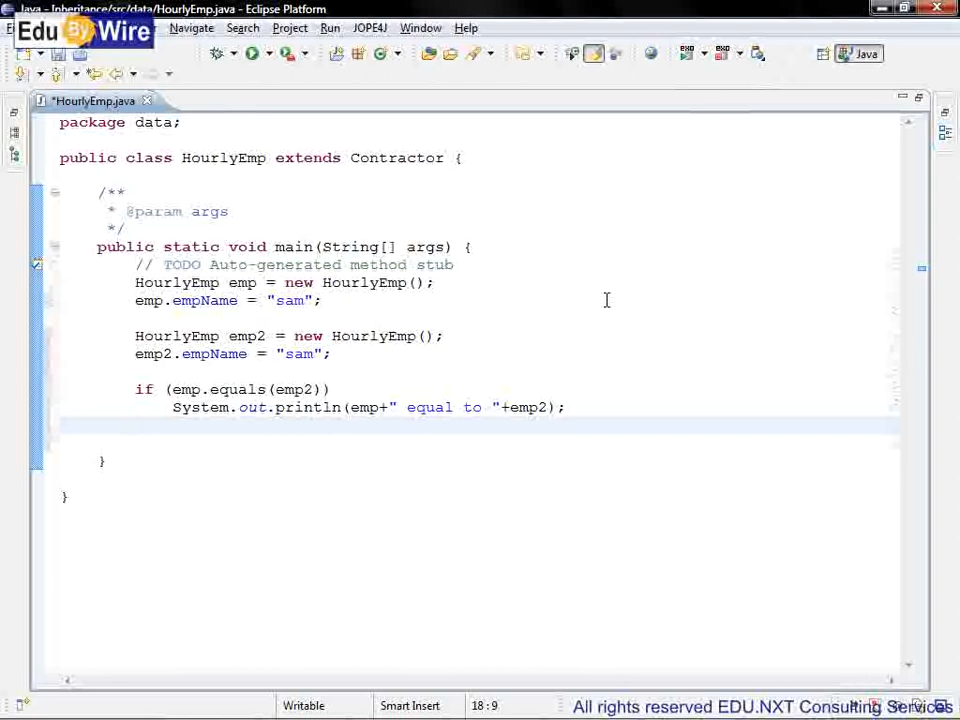 Java - Inheritance/src/data/HourlyEmp.java - Eclipse Platform
Edu By Wire
Navigate Search Project Run JOPE4J Window Help
Java
*HourlyEmp.java
package data;
public class HourlyEmp extends Contractor {
/**
* @param args
*/
public static void main(String[] args) {
// TODO Auto-generated method stub
HourlyEmp emp = new HourlyEmp();
emp.empName = "sam";
HourlyEmp emp2 = new HourlyEmp();
emp2.empName = "sam";
if (emp.equals(emp2))
System.out.println(emp+" equal to "+emp2);
}
}
Writable Smart Insert 18 : 9
All rights reserved EDU.NXT Consulting Services